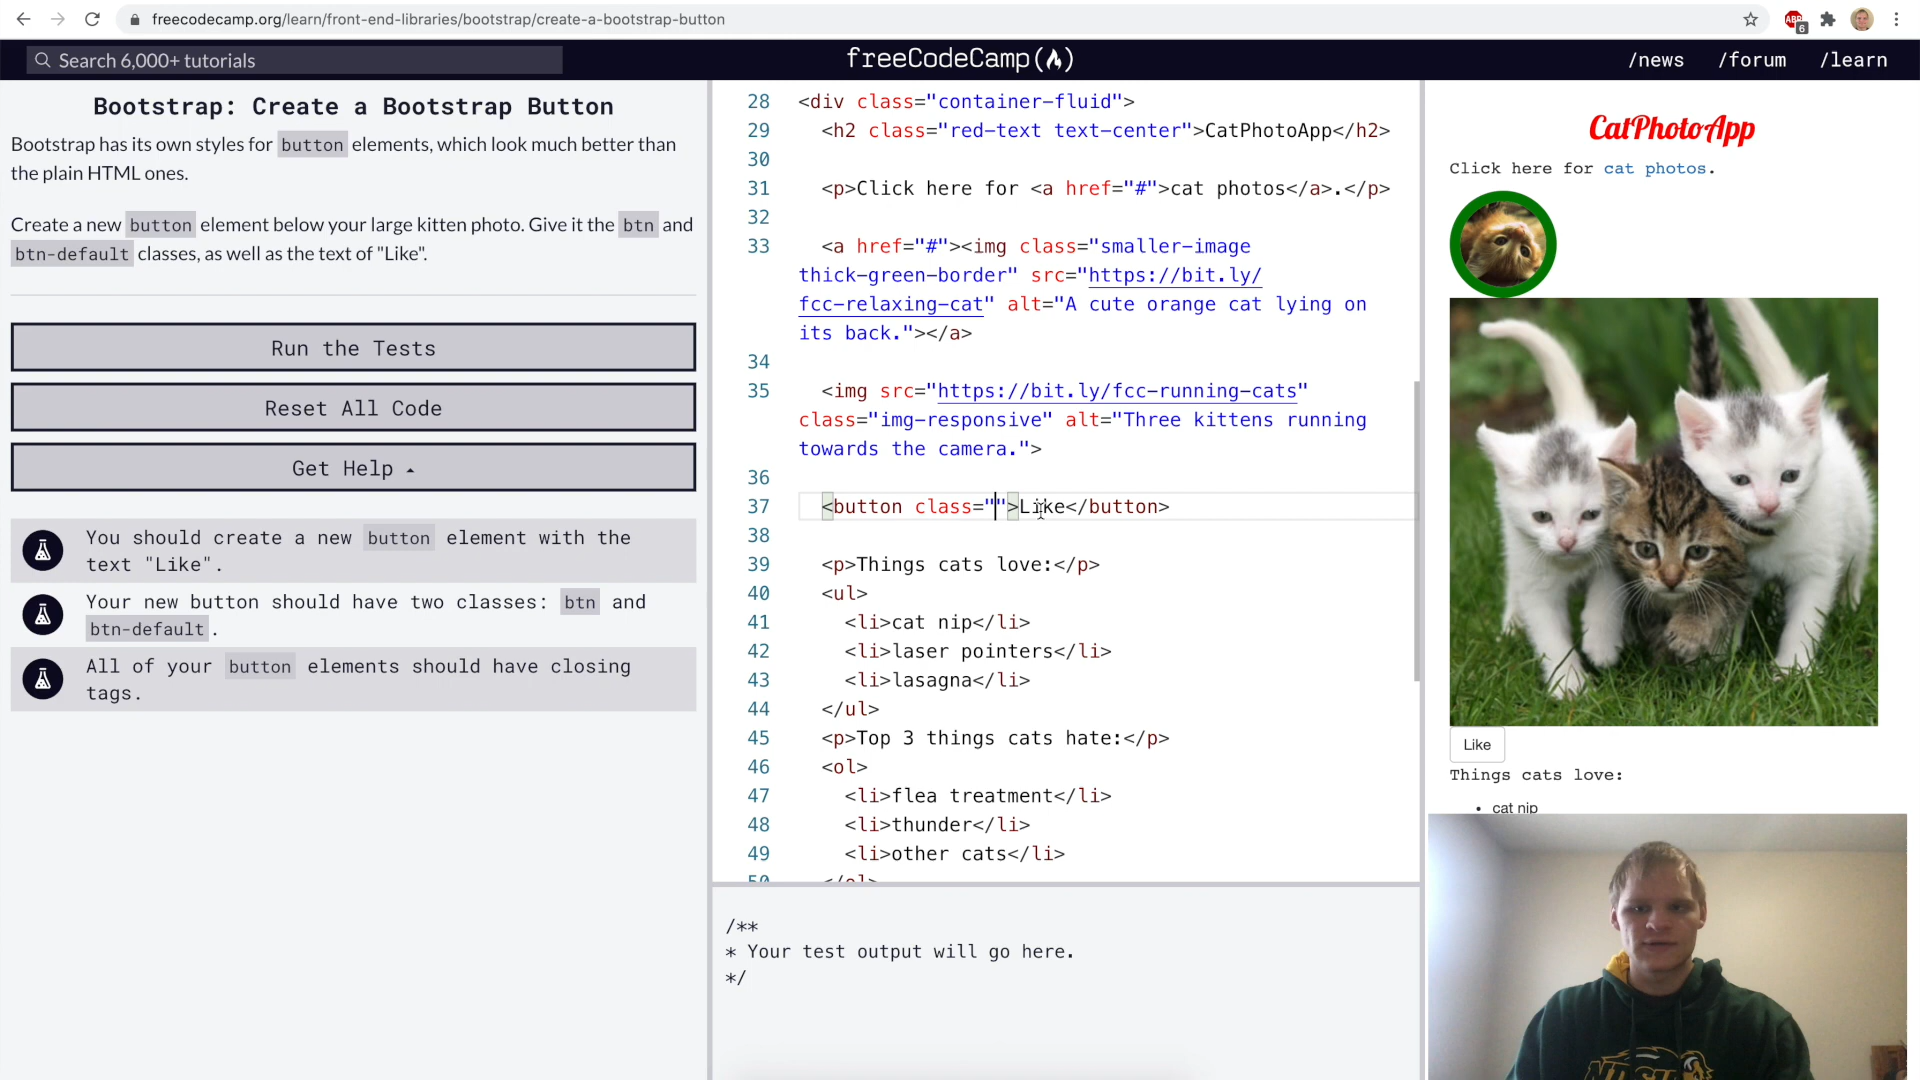 freecodecamp.org/learn/front-end-libraries/bootstrap/create-a-bootstrap-button
ABP
6
Search 6,000+ tutorials
freeCodeCamp
/news
/forum
/learn
Bootstrap: Create a Bootstrap Button
Bootstrap has its own styles for button elements, which look much better than
the plain HTML ones.
Create a new button element below your large kitten photo. Give it the btn and
btn-default classes, as well as the text of "Like".
Run the Tests
Reset All Code
Get Help
You should create a new button element with the
text "Like".
Your new button should have two classes: btn and
btn-default.
All of your button elements should have closing
tags.
28 <div class="container-fluid">
29 <h2 class="red-text text-center">CatPhotoApp</h2>
30
31 <p>Click here for <a href="#">cat photos</a>.</p>
32
33 <a href="#"><img class="smaller-image
thick-green-border" src="https://bit.ly/
fcc-relaxing-cat" alt="A cute orange cat lying on
its back."></a>
34
35 <img src="https://bit.ly/fcc-running-cats"
class="img-responsive" alt="Three kittens running
towards the camera.">
36
37 <button class="">Like</button>
38
39 <p>Things cats love:</p>
40 <ul>
41 <li>cat nip</li>
42 <li>laser pointers</li>
43 <li>lasagna</li>
44 </ul>
45 <p>Top 3 things cats hate:</p>
46 <ol>
47 <li>flea treatment</li>
48 <li>thunder</li>
49 <li>other cats</li>
50 </ol>
/**
* Your test output will go here.
*/
CatPhotoApp
Click here for cat photos.
Like
Things cats love:
• cat nip